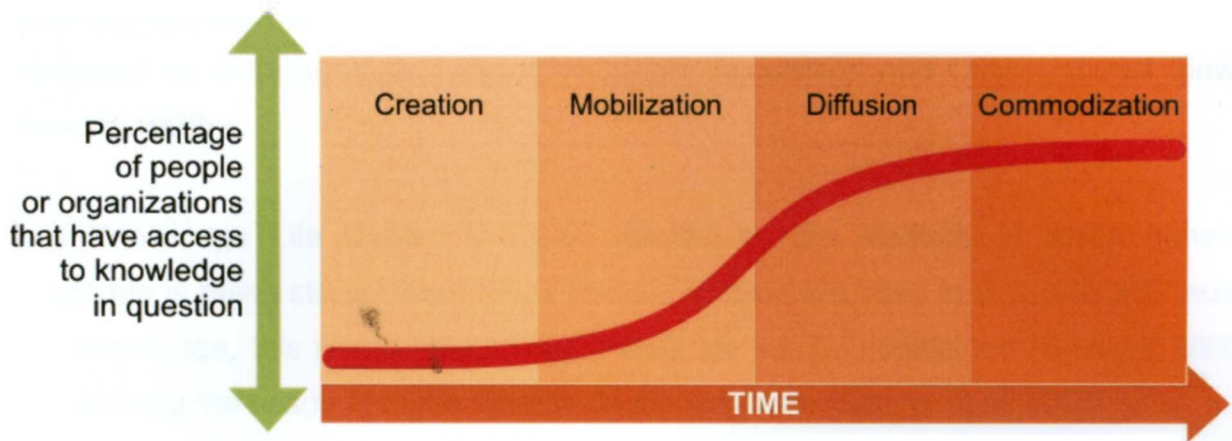 Creation
Mobilization
Diffusion
Commodization
Percentage
of people
or organizations
that have access
to knowledge
in question
TIME